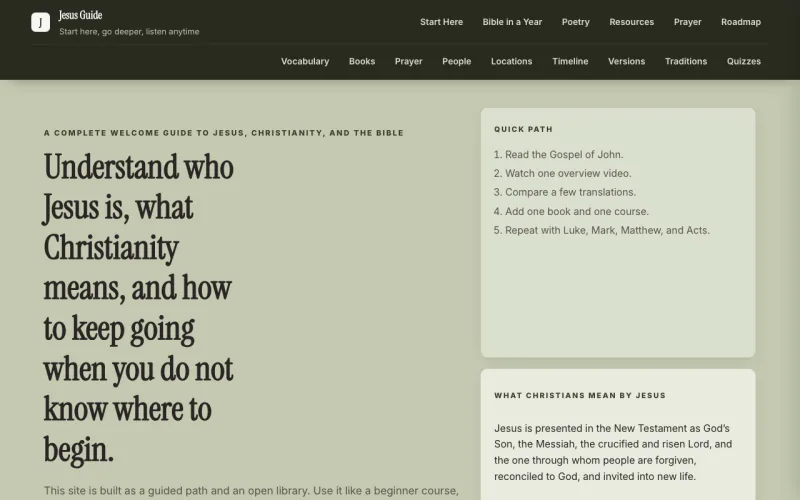 J
Jesus Guide
Start here, go deeper, listen anytime
Start Here Bible in a Year Poetry Resources Prayer Roadmap
Vocabulary Books Prayer People Locations Timeline Versions Traditions Quizzes
A COMPLETE WELCOME GUIDE TO JESUS, CHRISTIANITY, AND THE BIBLE
Understand who
Jesus is, what
Christianity
means, and how
to keep going
when you do not
know where to
begin.
This site is built as a guided path and an open library. Use it like a beginner course,
QUICK PATH
1. Read the Gospel of John.
2. Watch one overview video.
3. Compare a few translations.
4. Add one book and one course.
5. Repeat with Luke, Mark, Matthew, and Acts.
WHAT CHRISTIANS MEAN BY JESUS
Jesus is presented in the New Testament as God’s
Son, the Messiah, the crucified and risen Lord, and
the one through whom people are forgiven,
reconciled to God, and invited into new life.